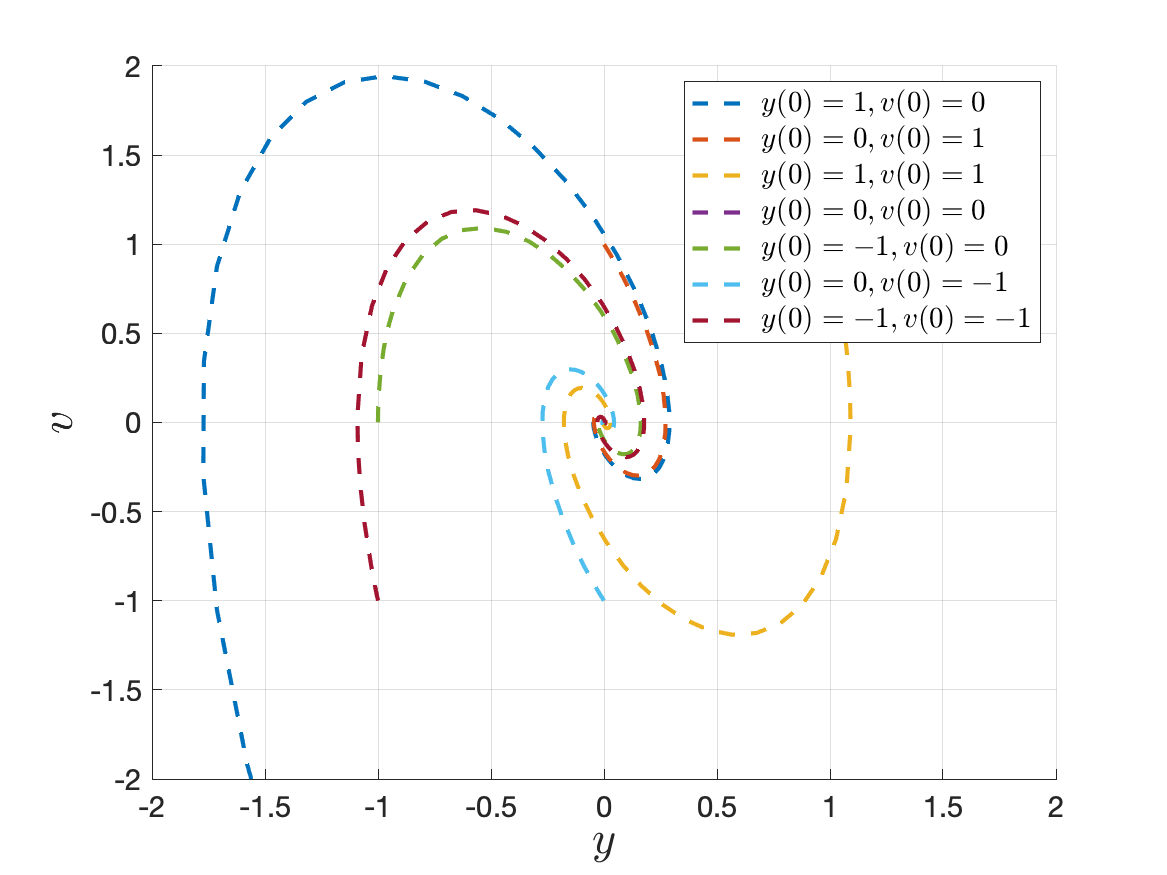 2
1.5
1
0.5
0
-0.5
-1
-1.5
-2
v
-2 -1.5 -1 -0.5 0 0.5 1 1.5 2
y
y(0) = 1, v(0) = 0
y(0) = 0, v(0) = 1
y(0) = 1, v(0) = 1
y(0) = 0, v(0) = 0
y(0) = −1, v(0) = 0
y(0) = 0, v(0) = −1
y(0) = −1, v(0) = −1